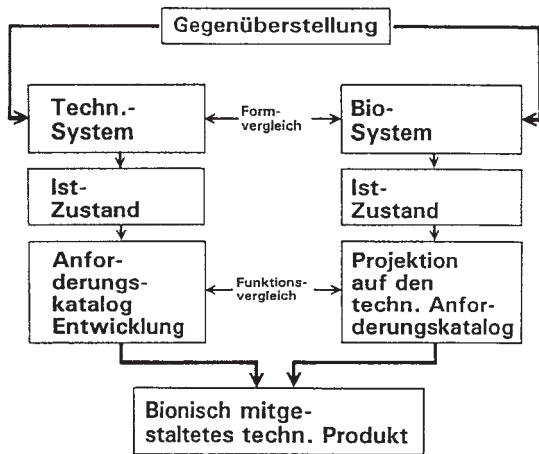 Gegenüberstellung
Techn.-
System
Form-
vergleich
Bio-
System
Ist-
Zustand
Ist-
Zustand
Anfor-
derungs-
katalog
Entwicklung
Funktions-
vergleich
Projektion
auf den
techn. Anfor-
derungskatalog
Bionisch mitge-
staltetes techn. Produkt